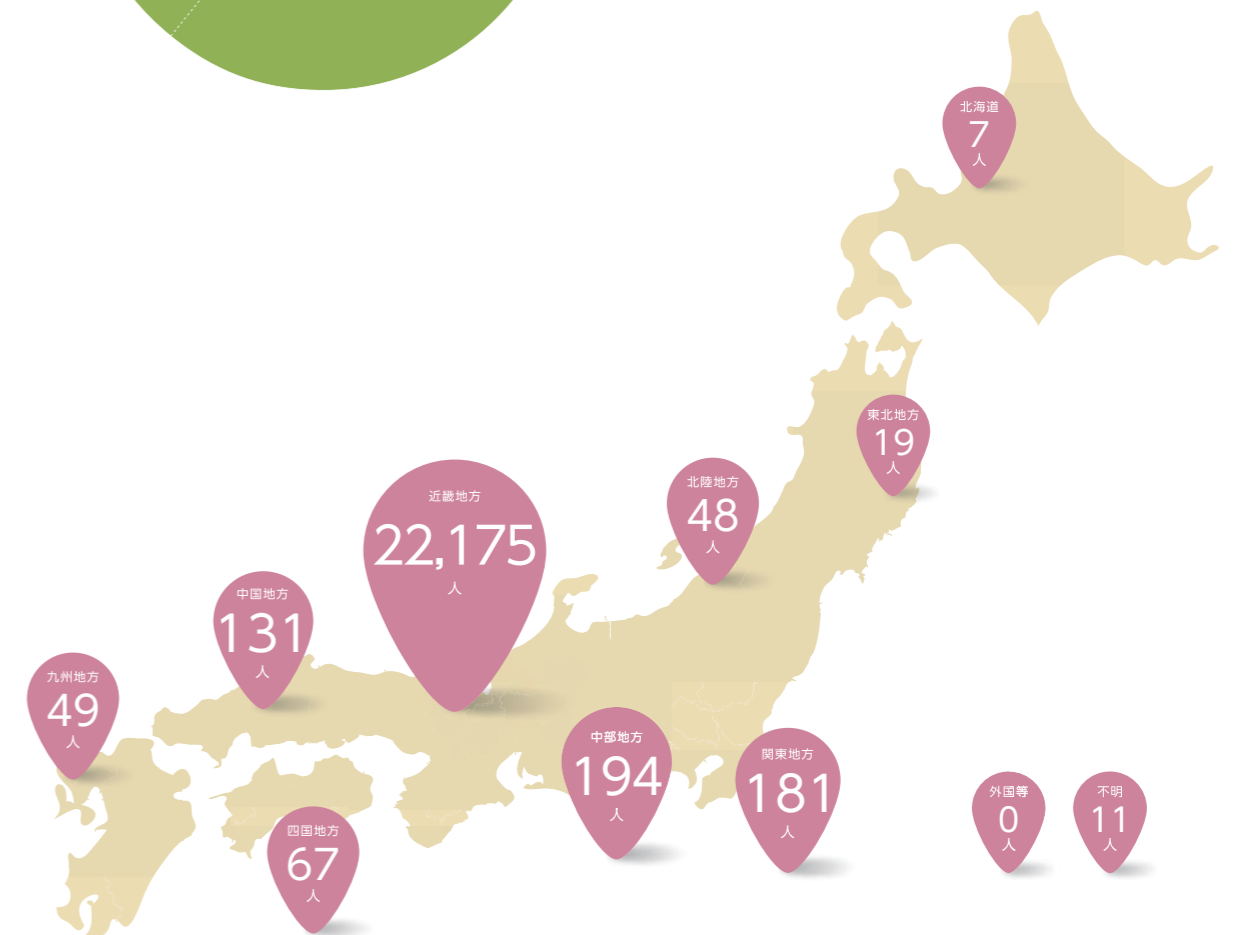 北海道
7
人
東北地方
19
人
北陸地方
48
人
近畿地方
22,175
人
中国地方
131
人
九州地方
49
人
中部地方
194
人
関東地方
181
人
四国地方
67
人
外国等
0
人
不明
11
人